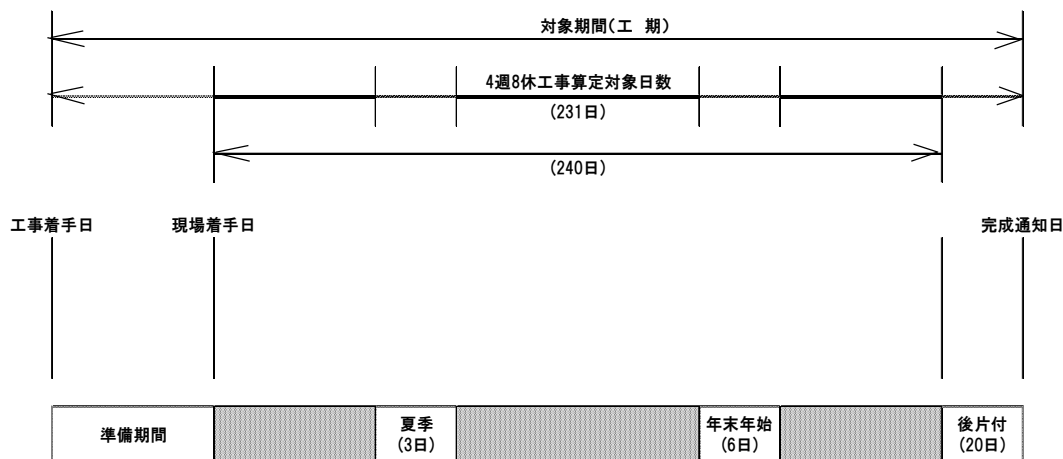 対象期間(工 期)
4週8休工事算定対象日数
(231日)
(240日)
工事着手日 現場着手日 完成通知日
準備期間 夏季 年末年始 後片付
(3日) (6日) (20日)